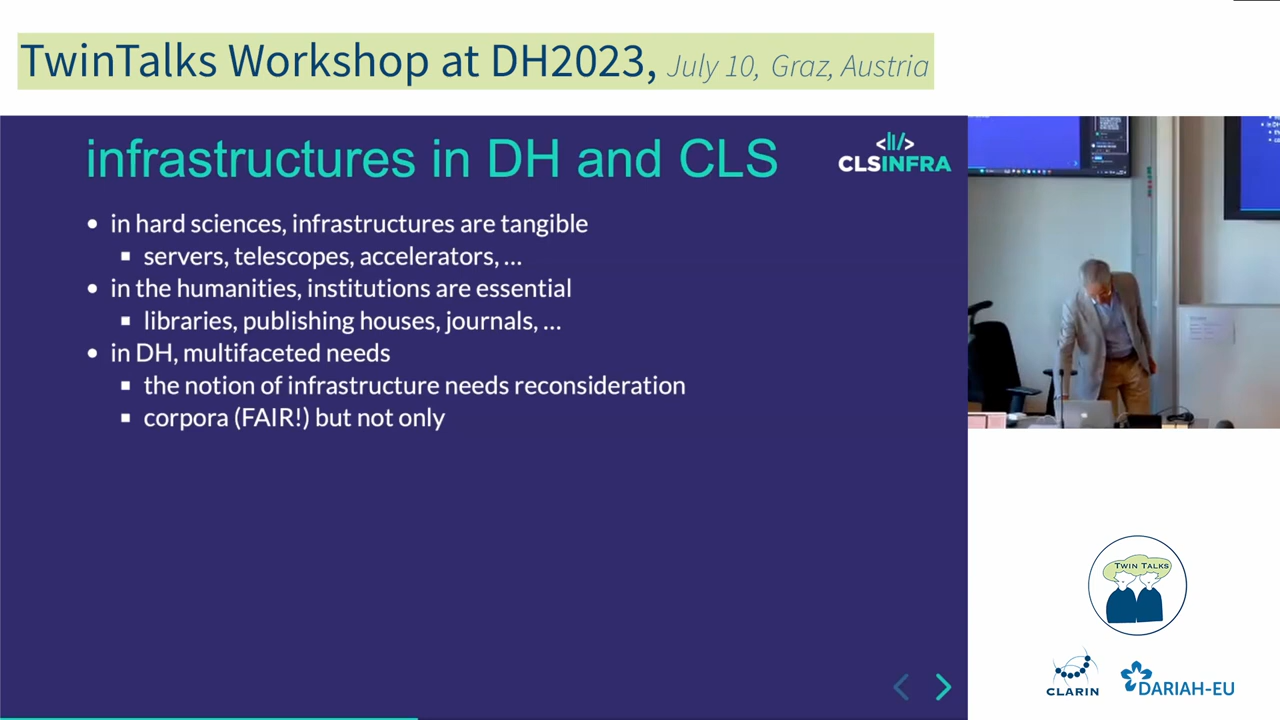 TwinTalks Workshop at DH2023, July 10, Graz, Austria
infrastructures in DH and CLS
CLSINFRA
• in hard sciences, infrastructures are tangible
▪ servers, telescopes, accelerators, ...
• in the humanities, institutions are essential
▪ libraries, publishing houses, journals, ...
• in DH, multifaceted needs
▪ the notion of infrastructure needs reconsideration
▪ corpora (FAIR!) but not only
TWIN TALKS
CLARIN
DARIAH-EU